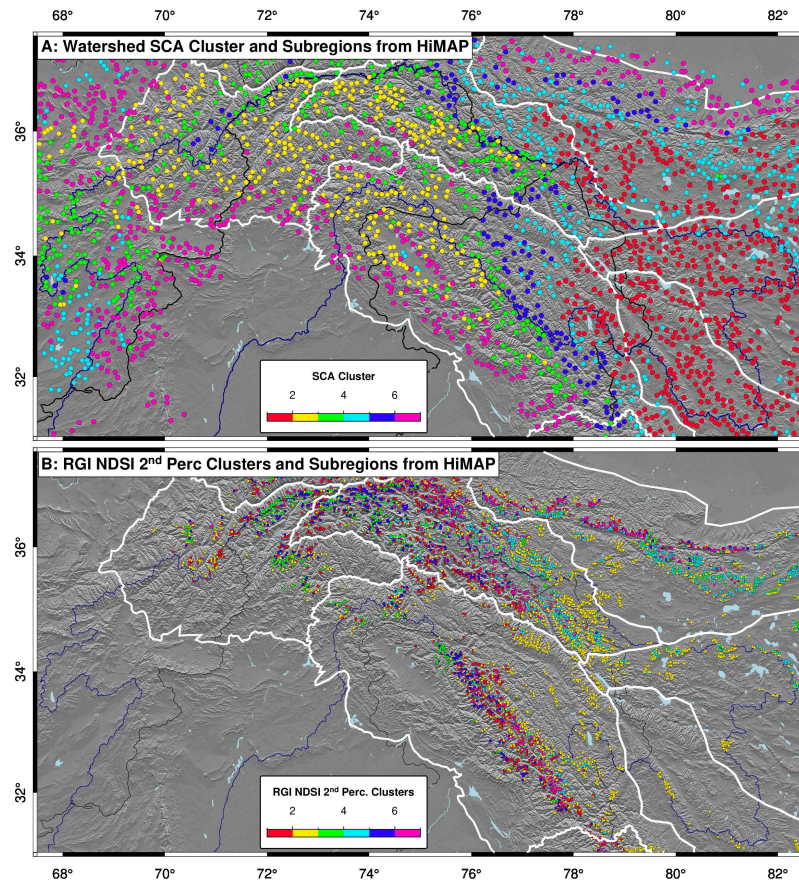 68° 70° 72° 74° 76° 78° 80° 82°
A: Watershed SCA Cluster and Subregions from HiMAP
36°
34°
32°
SCA Cluster
2 4 6
B: RGI NDSI 2nd Perc Clusters and Subregions from HiMAP
36°
34°
32°
RGI NDSI 2nd Perc. Clusters
2 4 6
68° 70° 72° 74° 76° 78° 80° 82°